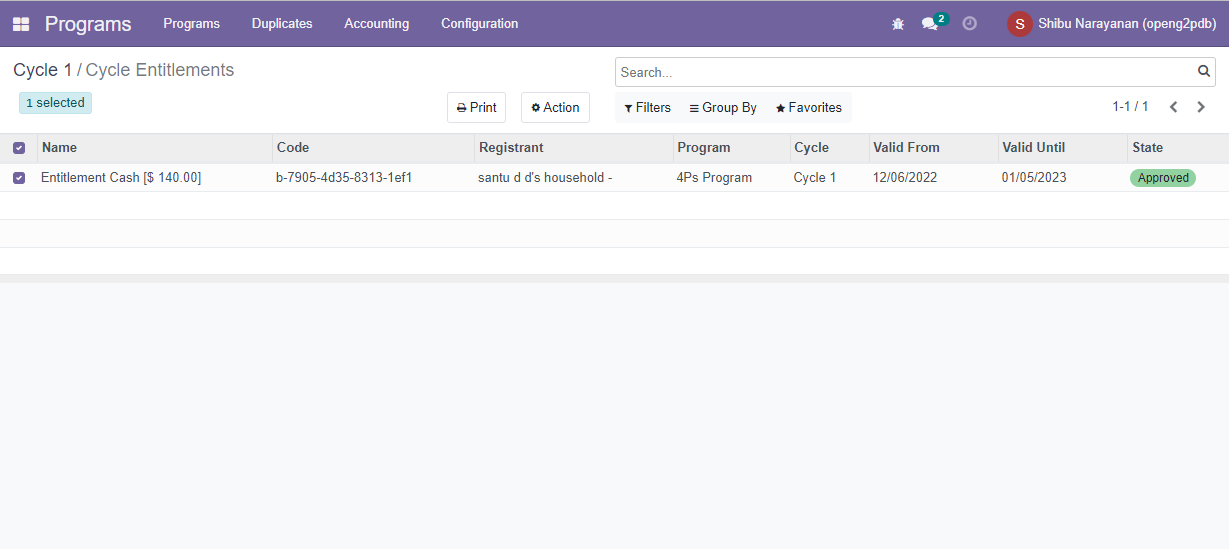 Programs Programs Duplicates Accounting Configuration 2 S Shibu Narayanan (openg2pdb)
Cycle 1 / Cycle Entitlements Search...
1 selected Print Action Filters Group By Favorites 1-1 / 1
Name Code Registrant Program Cycle Valid From Valid Until State
Entitlement Cash [$ 140.00] b-7905-4d35-8313-1ef1 santu d d's household - 4Ps Program Cycle 1 12/06/2022 01/05/2023 Approved